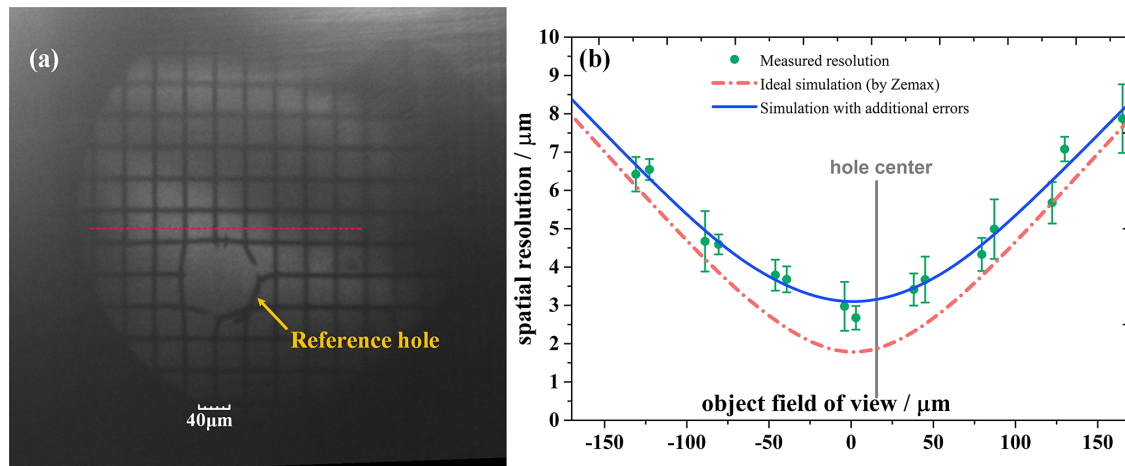 (a)
Reference hole
40μm
(b)
Measured resolution
Ideal simulation (by Zemax)
Simulation with additional errors
hole center
spatial resolution / μm
10
9
8
7
6
5
4
3
2
1
0
object field of view / μm
-150 -100 -50 0 50 100 150